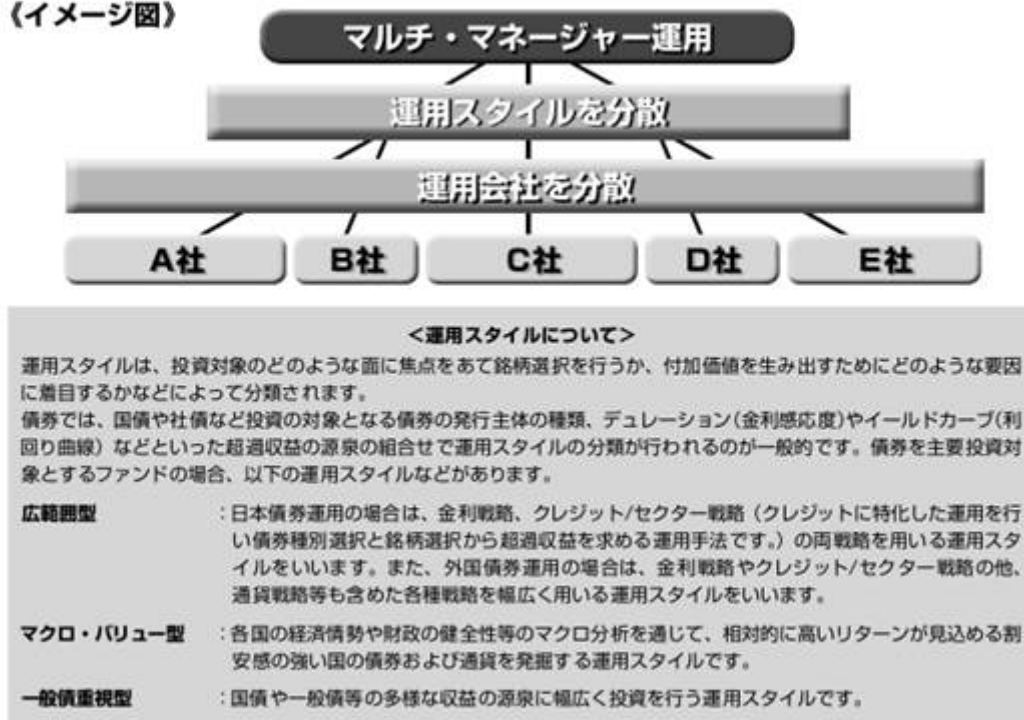 《イメージ図》
マルチ・マネージャー運用
運用スタイルを分散
運用会社を分散
A社 B社 C社 D社 E社
<運用スタイルについて>
運用スタイルは、投資対象のどのような面に焦点をあて銘柄選択を行うか、付加価値を生み出すためにどのような要因
に着目するかなどによって分類されます。
債券では、国債や社債など投資の対象となる債券の発行主体の種類、デュレーション(金利感応度)やイールドカーブ(利
回り曲線)などといった超過収益の源泉の組合せで運用スタイルの分類が行われるのが一般的です。債券を主要投資対
象とするファンドの場合、以下の運用スタイルなどがあります。
広範囲型 :日本債券運用の場合は、金利戦略、クレジット/セクター戦略(クレジットに特化した運用を行
い債券種別選択と銘柄選択から超過収益を求める運用手法です。)の両戦略を用いる運用スタ
イルをいいます。また、外国債券運用の場合は、金利戦略やクレジット/セクター戦略の他、
通貨戦略等も含めた各種戦略を幅広く用いる運用スタイルをいいます。
マクロ・バリュー型 :各国の経済情勢や財政の健全性等のマクロ分析を通じて、相対的に高いリターンが見込める割
安感の強い国の債券および通貨を発掘する運用スタイルです。
一般債重視型 :国債や一般債等の多様な収益の源泉に幅広く投資を行う運用スタイルです。